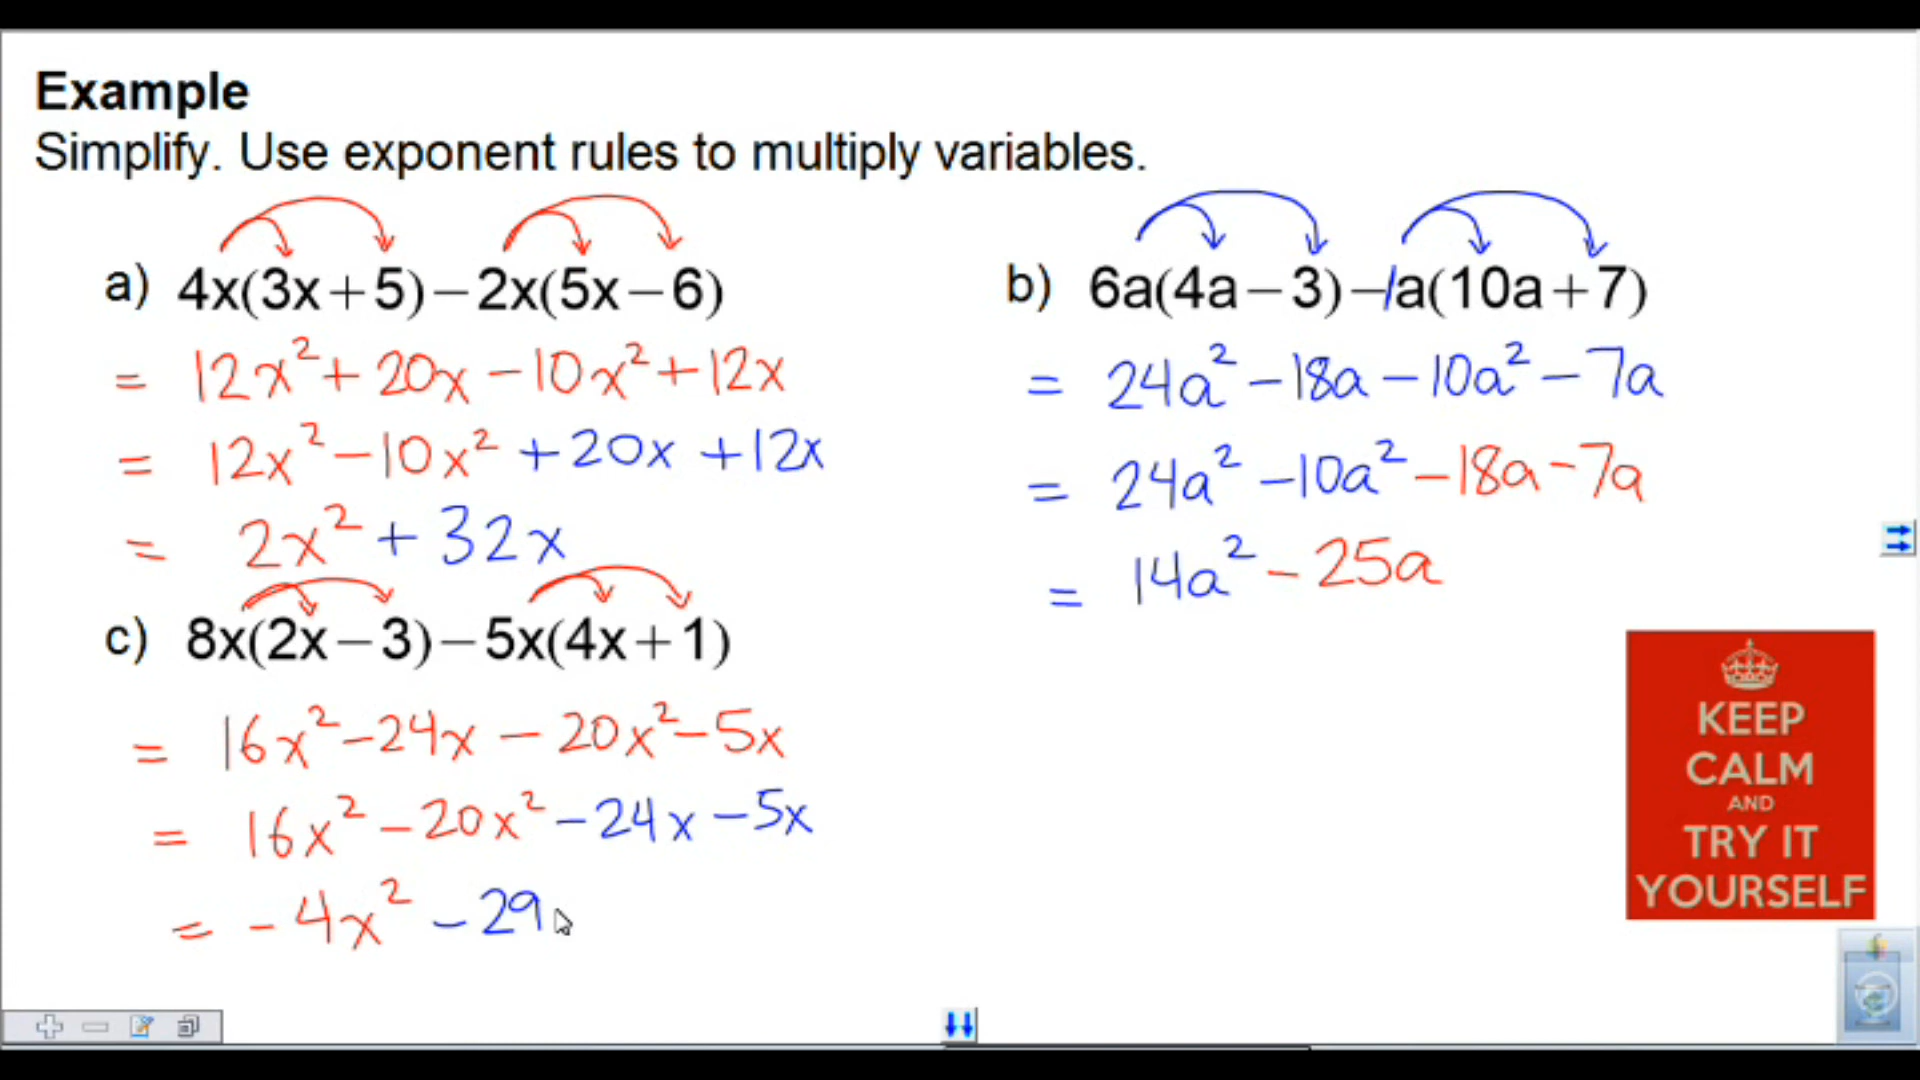 Example
Simplify. Use exponent rules to multiply variables.
a) 4x(3x+5)−2x(5x−6)
= 12x² + 20x − 10x² + 12x
= 12x² − 10x² + 20x + 12x
= 2x² + 32x
b) 6a(4a−3)−1a(10a+7)
= 24a² − 18a − 10a² − 7a
= 24a² − 10a² − 18a − 7a
= 14a² − 25a
c) 8x(2x−3)−5x(4x+1)
= 16x² − 24x − 20x² − 5x
= 16x² − 20x² − 24x − 5x
= −4x² − 29
KEEP
CALM
AND
TRY IT
YOURSELF